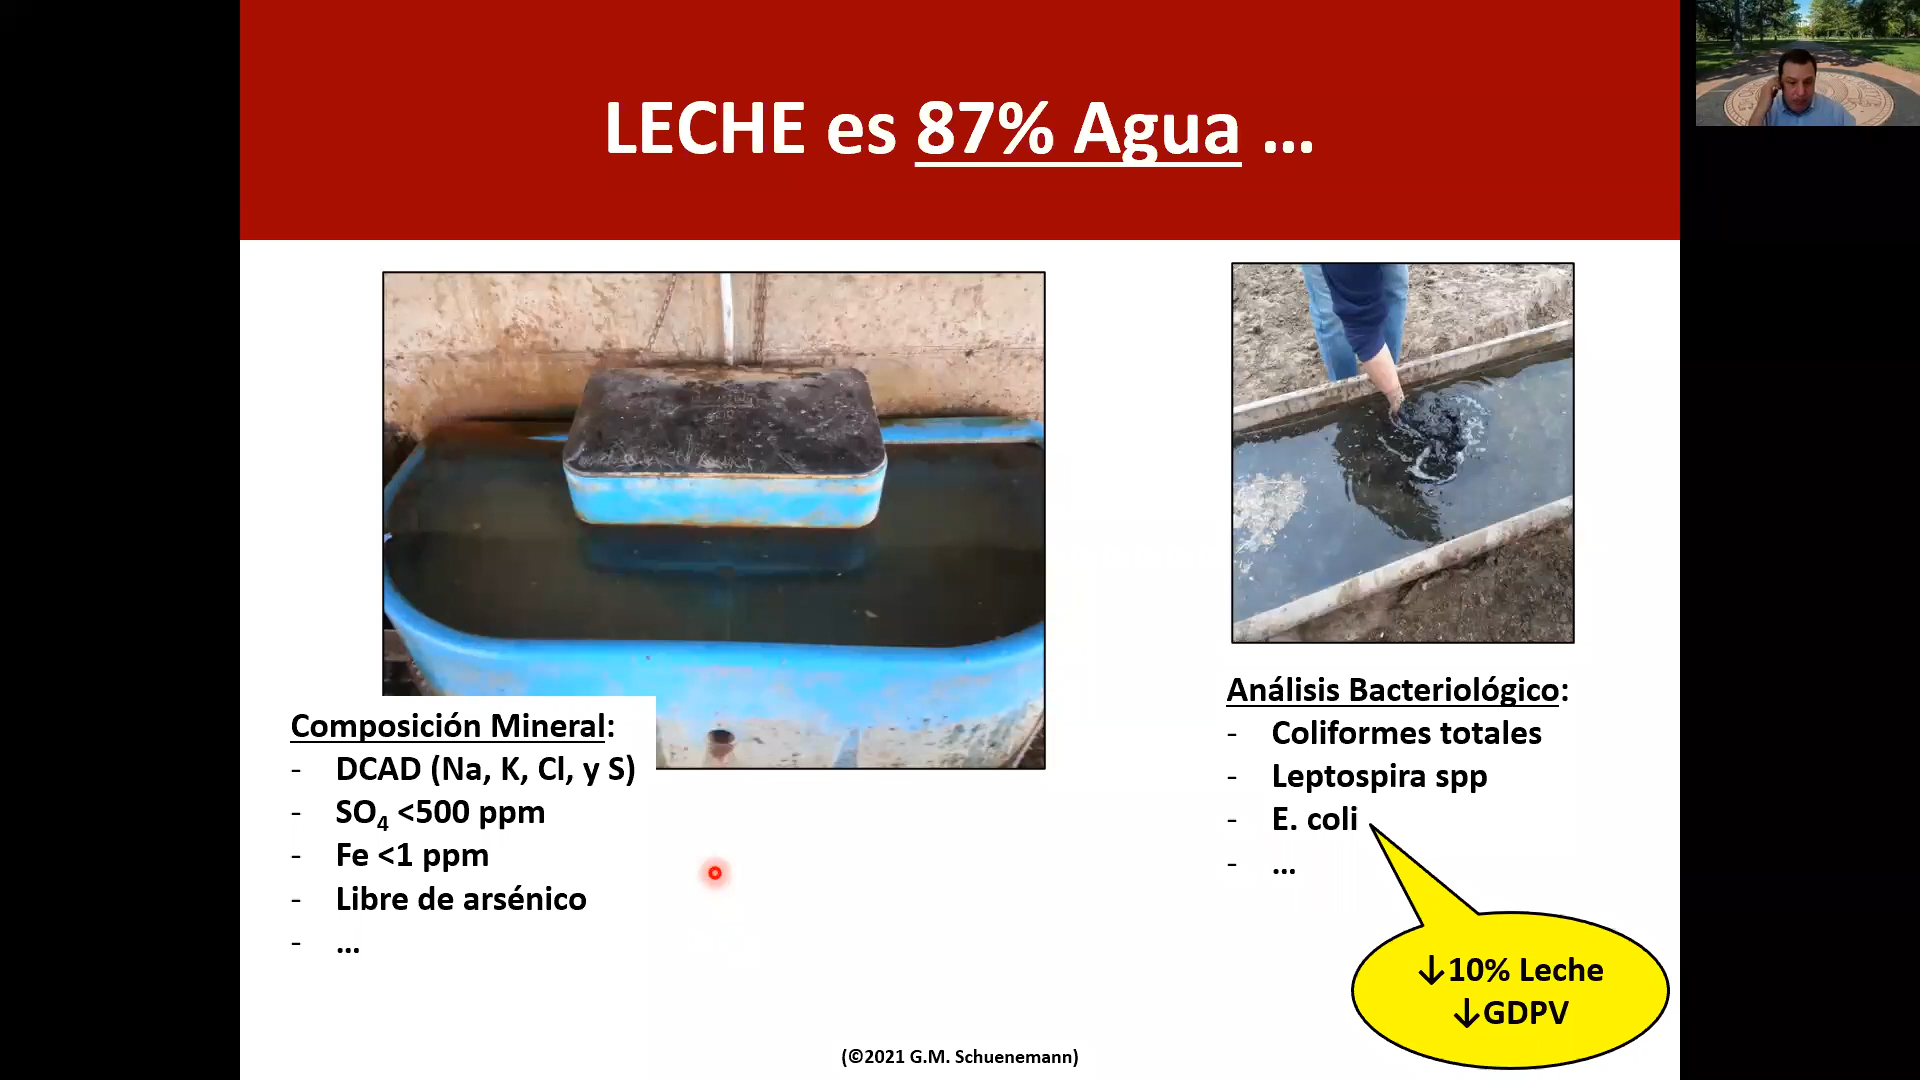 LECHE es 87% Agua ...
Composición Mineral:
- DCAD (Na, K, Cl, y S)
- SO4 <500 ppm
- Fe <1 ppm
- Libre de arsénico
- ...
Análisis Bacteriológico:
- Coliformes totales
- Leptospira spp
- E. coli
- ...
↓10% Leche
↓GDPV
(©2021 G.M. Schuenemann)